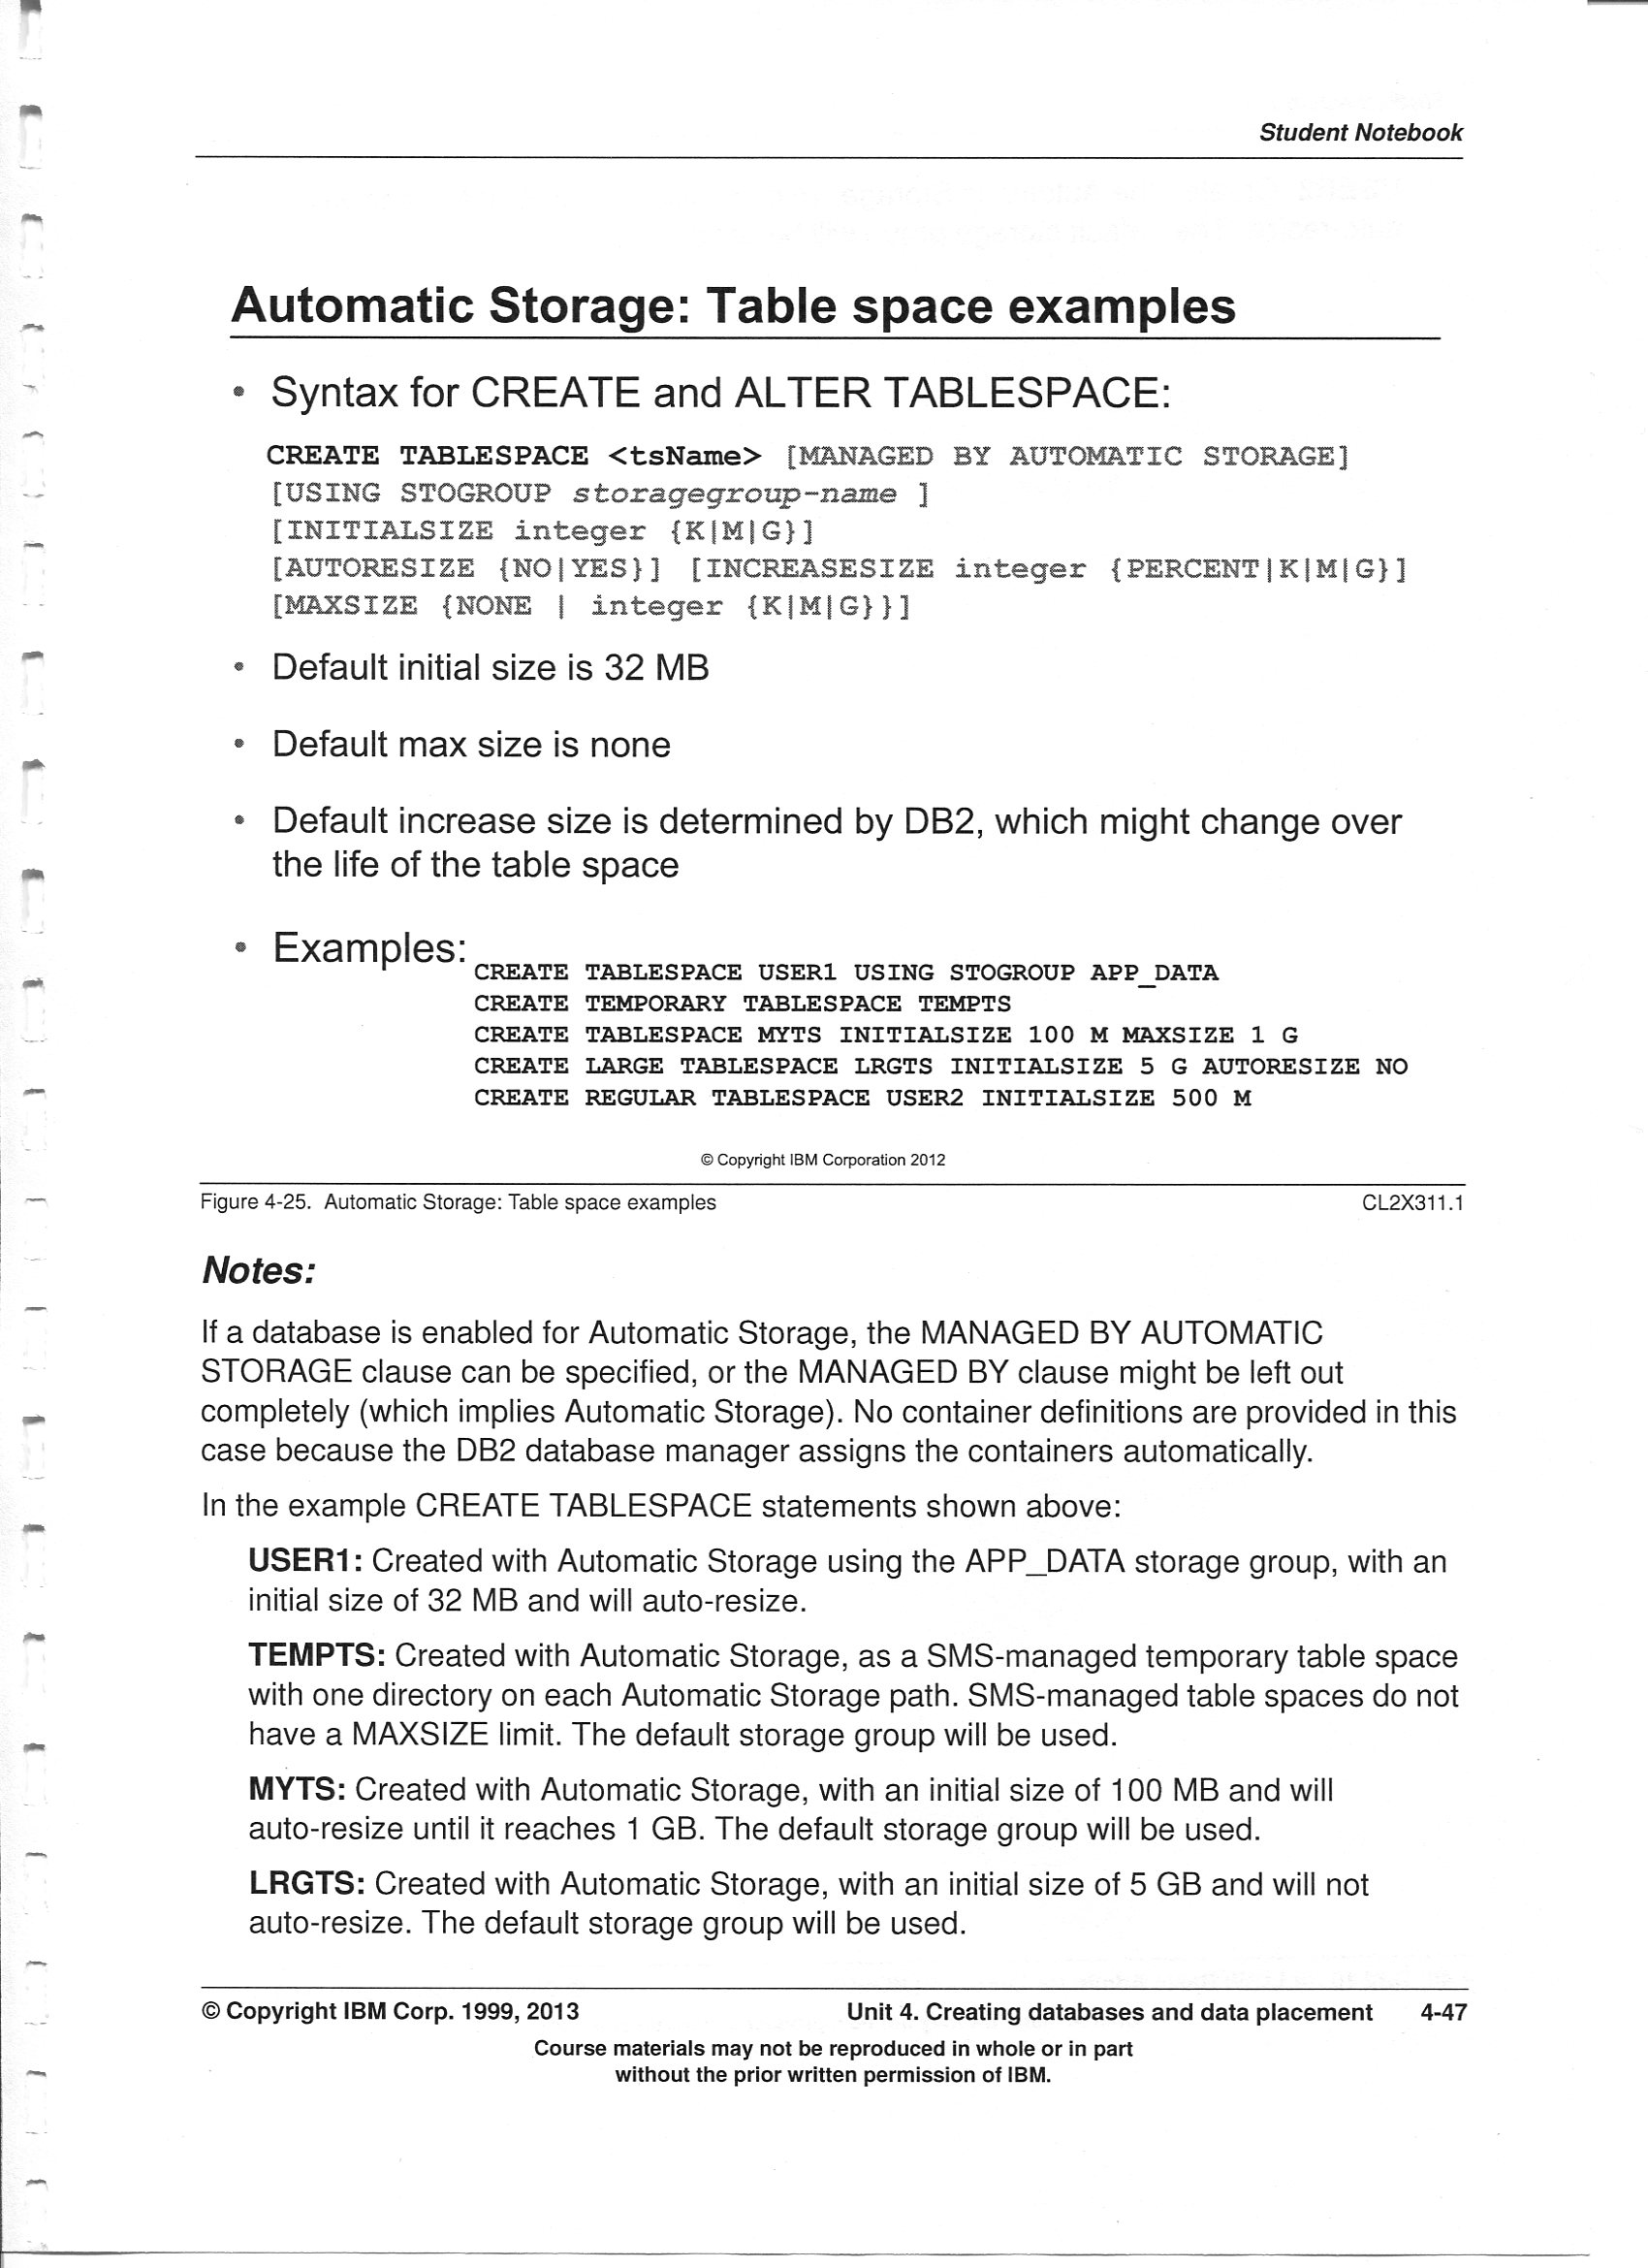 Student Notebook
Automatic Storage: Table space examples
• Syntax for CREATE and ALTER TABLESPACE:
CREATE TABLESPACE <tsName> [MANAGED BY AUTOMATIC STORAGE]
[USING STOGROUP storagegroup-name ]
[INITIALSIZE integer {K|M|G}]
[AUTORESIZE {NO|YES}] [INCREASESIZE integer {PERCENT|K|M|G}]
[MAXSIZE {NONE | integer {K|M|G}}]
• Default initial size is 32 MB
• Default max size is none
• Default increase size is determined by DB2, which might change over
the life of the table space
• Examples:
CREATE TABLESPACE USER1 USING STOGROUP APP_DATA
CREATE TEMPORARY TABLESPACE TEMPTS
CREATE TABLESPACE MYTS INITIALSIZE 100 M MAXSIZE 1 G
CREATE LARGE TABLESPACE LRGTS INITIALSIZE 5 G AUTORESIZE NO
CREATE REGULAR TABLESPACE USER2 INITIALSIZE 500 M
© Copyright IBM Corporation 2012
Figure 4-25. Automatic Storage: Table space examples CL2X311.1
Notes:
If a database is enabled for Automatic Storage, the MANAGED BY AUTOMATIC
STORAGE clause can be specified, or the MANAGED BY clause might be left out
completely (which implies Automatic Storage). No container definitions are provided in this
case because the DB2 database manager assigns the containers automatically.
In the example CREATE TABLESPACE statements shown above:
USER1: Created with Automatic Storage using the APP_DATA storage group, with an
initial size of 32 MB and will auto-resize.
TEMPTS: Created with Automatic Storage, as a SMS-managed temporary table space
with one directory on each Automatic Storage path. SMS-managed table spaces do not
have a MAXSIZE limit. The default storage group will be used.
MYTS: Created with Automatic Storage, with an initial size of 100 MB and will
auto-resize until it reaches 1 GB. The default storage group will be used.
LRGTS: Created with Automatic Storage, with an initial size of 5 GB and will not
auto-resize. The default storage group will be used.
© Copyright IBM Corp. 1999, 2013 Unit 4. Creating databases and data placement 4-47
Course materials may not be reproduced in whole or in part
without the prior written permission of IBM.